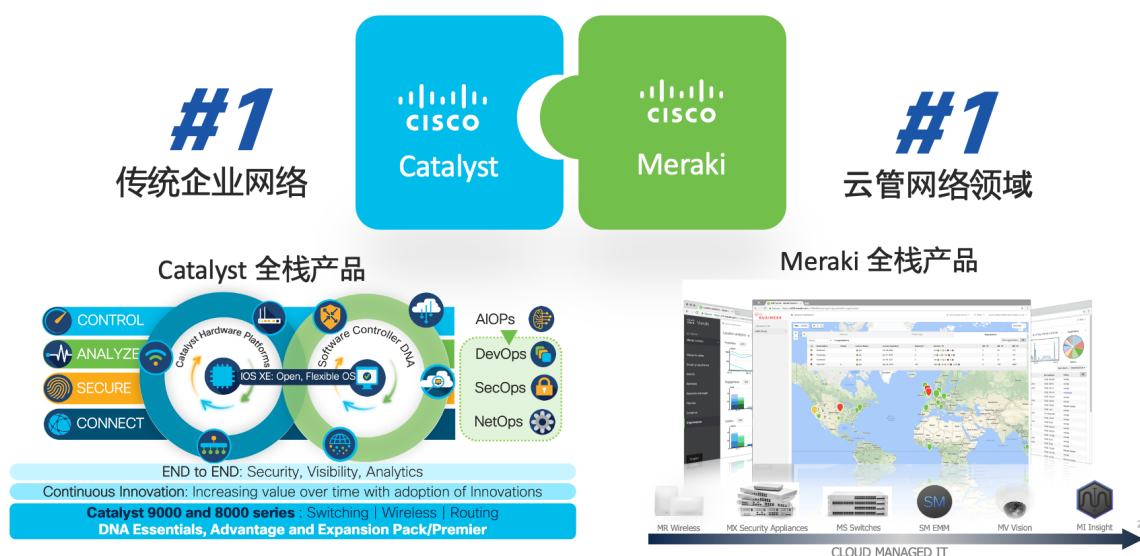 #1
传统企业网络
CISCO
Catalyst
CISCO
Meraki
#1
云管网络领域
Catalyst 全栈产品
CONTROL
ANALYZE
SECURE
CONNECT
Catalyst Hardware Platforms
Software Controller DNA
IOS XE: Open, Flexible OS
AIOPs
DevOps
SecOps
NetOps
END to END: Security, Visibility, Analytics
Continuous Innovation: Increasing value over time with adoption of Innovations
Catalyst 9000 and 8000 series : Switching | Wireless | Routing
DNA Essentials, Advantage and Expansion Pack/Premier
Meraki 全栈产品
MR Wireless
MX Security Appliances
MS Switches
SM
SM EMM
MV Vision
MI Insight
CLOUD MANAGED IT
2